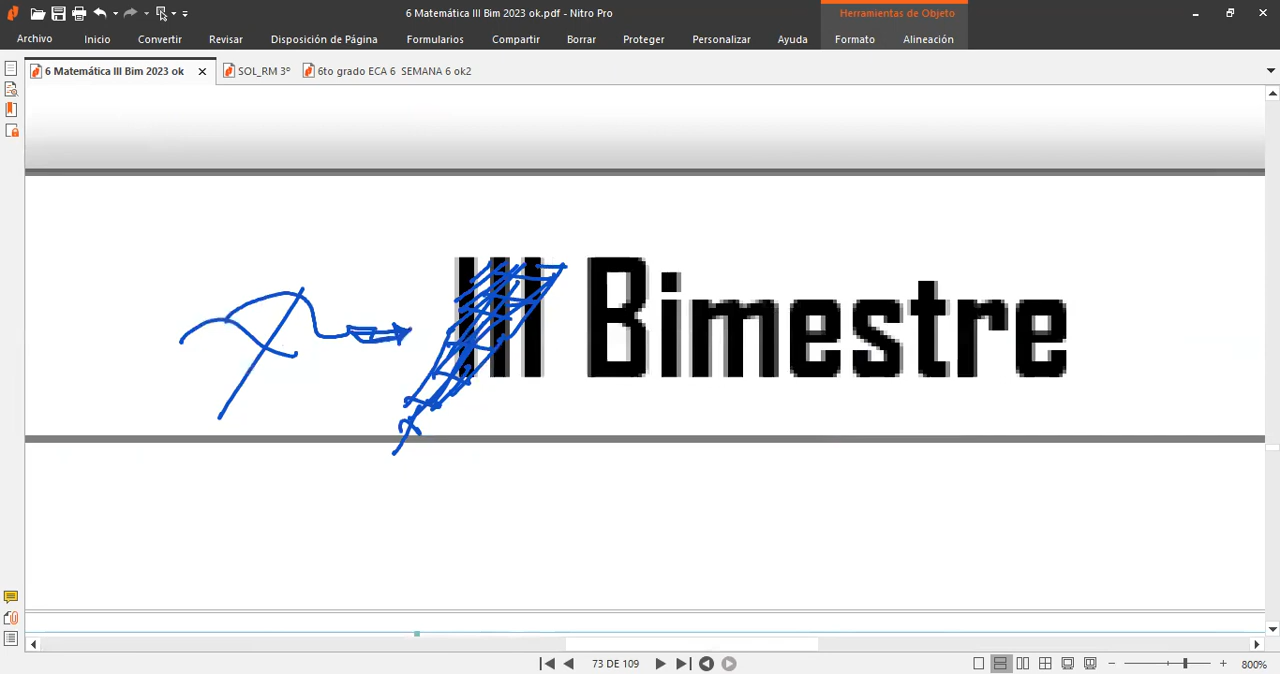 6 Matemática III Bim 2023 ok.pdf - Nitro Pro
Herramientas de Objeto
Archivo Inicio Convertir Revisar Disposición de Página Formularios Compartir Borrar Proteger Personalizar Ayuda Formato Alineación
6 Matemática III Bim 2023 ok SOL_RM 3° 6to grado ECA 6 SEMANA 6 ok2
III Bimestre
73 DE 109
800%